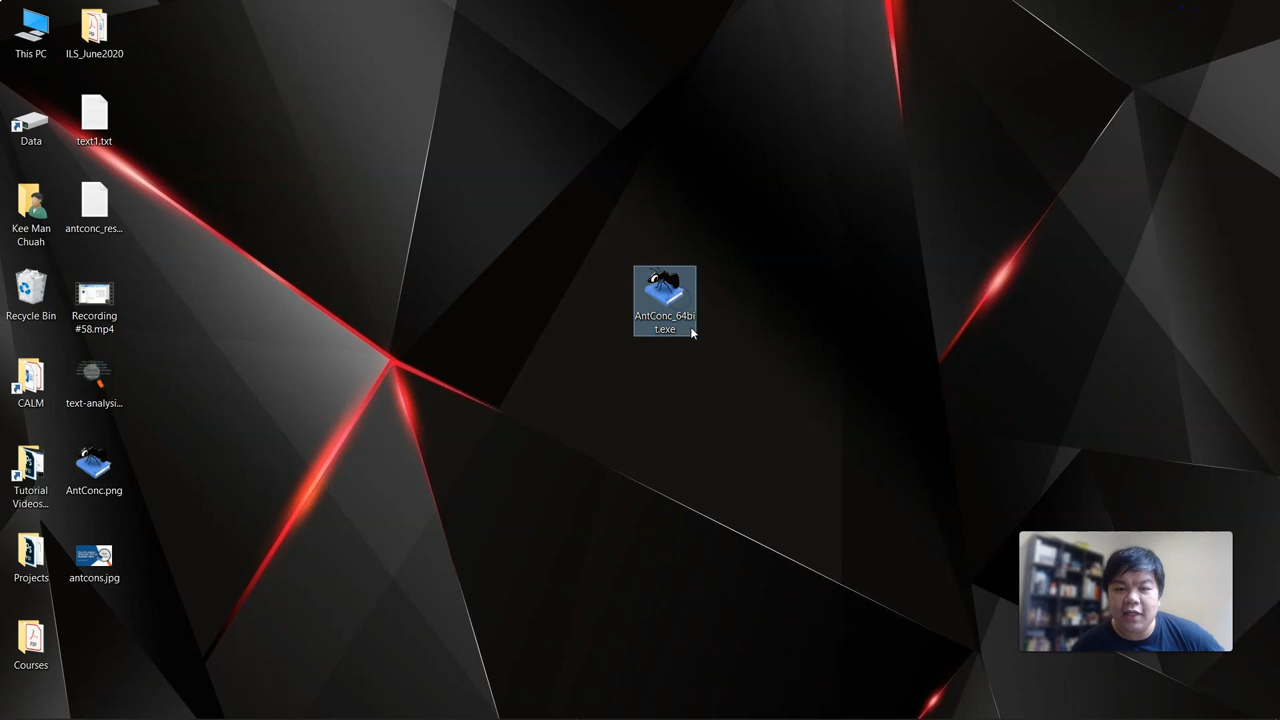 This PC
ILS_June2020
Data
text1.txt
Kee Man
Chuah
antconc_res...
Recycle Bin
Recording
#58.mp4
CALM
text-analysi...
Tutorial
Videos...
AntConc.png
Projects
antcons.jpg
Courses
AntConc_64bi
t.exe